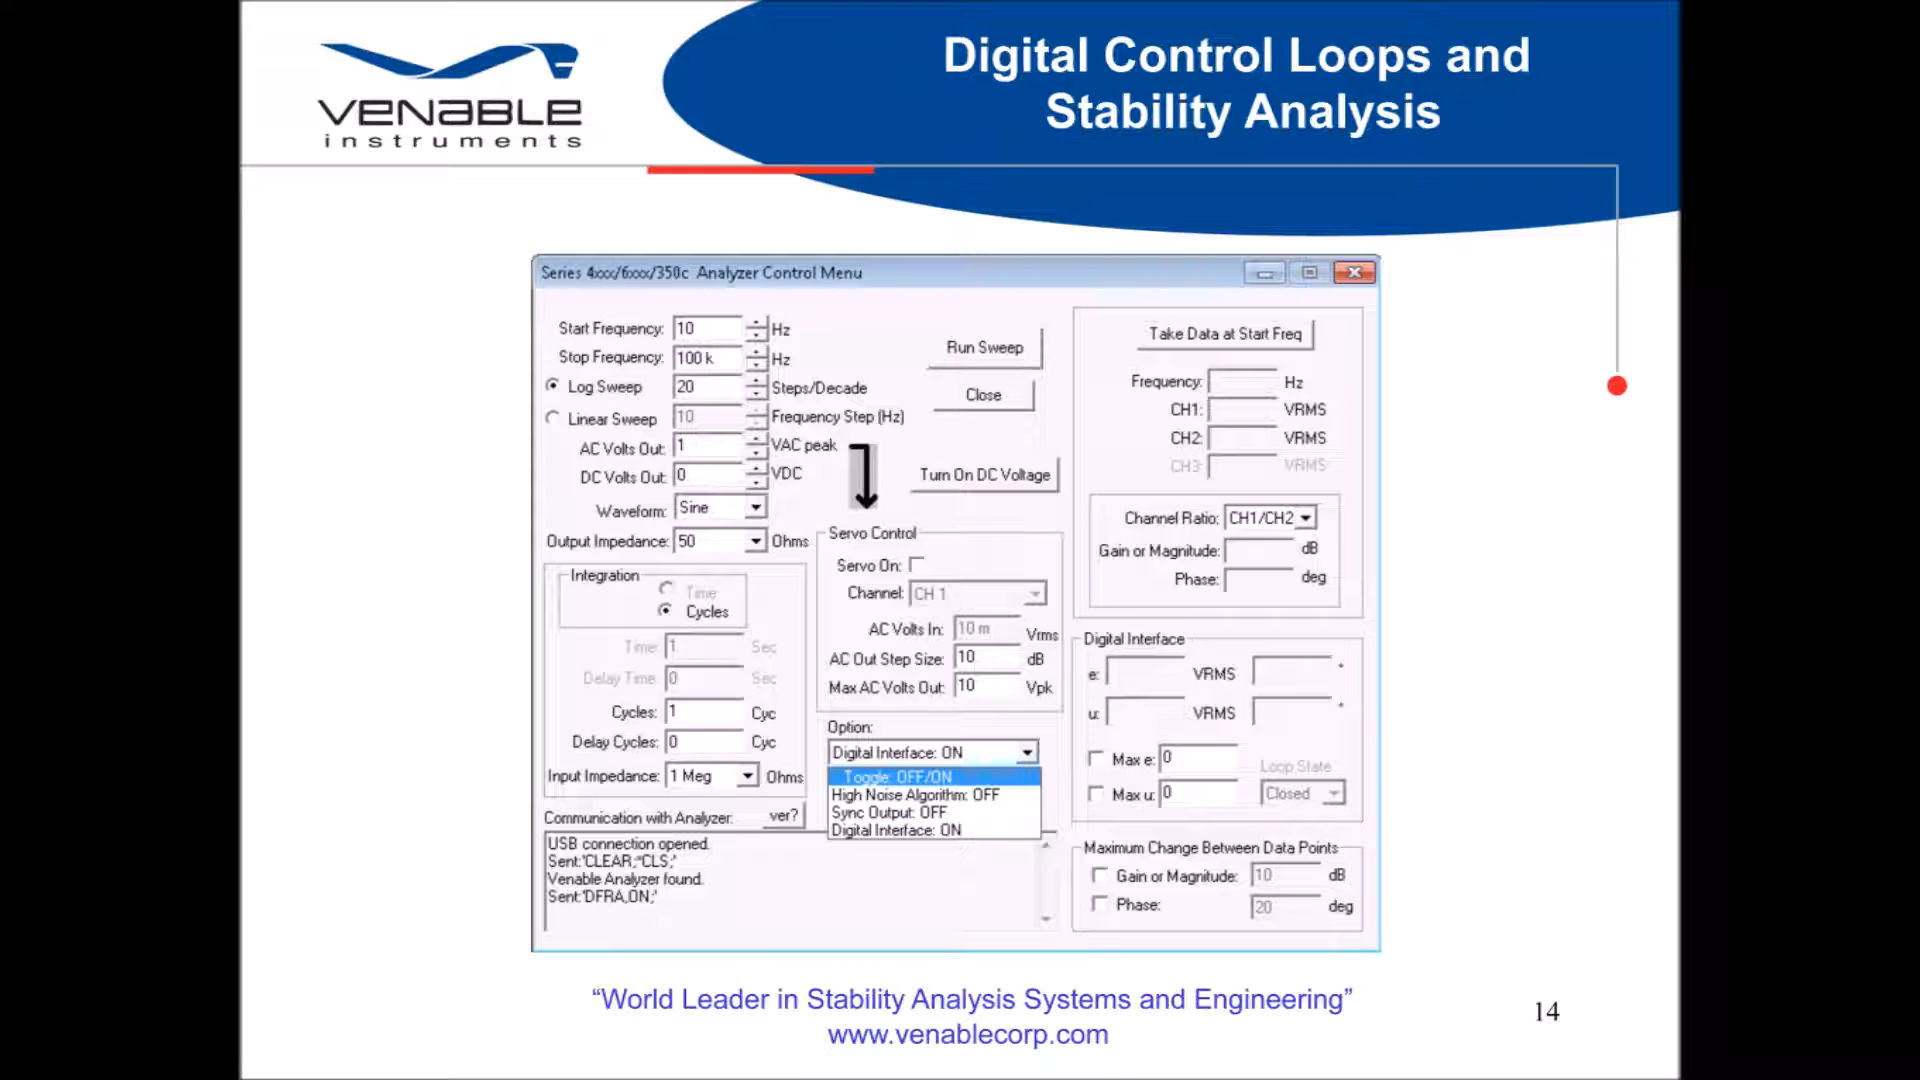 VENABLE
instruments
Digital Control Loops and
Stability Analysis
Series 4xxx/6xxx/350c Analyzer Control Menu
Start Frequency: 10 Hz
Stop Frequency: 100 k Hz
Log Sweep 20 Steps/Decade
Linear Sweep 10 Frequency Step (Hz)
AC Volts Out: 1 VAC peak
DC Volts Out: 0 VDC
Waveform: Sine
Output Impedance: 50 Ohms
Integration
Time
Cycles
Time: 1 Sec
Delay Time: 0 Sec
Cycles: 1 Cyc
Delay Cycles: 0 Cyc
Input Impedance: 1 Meg Ohms
Communication with Analyzer: ver?
USB connection opened.
Sent:'CLEAR;*CLS;'
Venable Analyzer found.
Sent:'DFRA,ON;'
Run Sweep
Close
Turn On DC Voltage
Servo Control
Servo On:
Channel: CH 1
AC Volts In: 10 m Vrms
AC Out Step Size: 10 dB
Max AC Volts Out: 10 Vpk
Option:
Digital Interface: ON
Toggle: OFF/ON
High Noise Algorithm: OFF
Sync Output: OFF
Digital Interface: ON
Take Data at Start Freq
Frequency: Hz
CH1: VRMS
CH2: VRMS
CH3: VRMS
Channel Ratio: CH1/CH2
Gain or Magnitude: dB
Phase: deg
Digital Interface
e: VRMS °
u: VRMS °
Max e: 0
Max u: 0
Loop State
Closed
Maximum Change Between Data Points
Gain or Magnitude: 10 dB
Phase: 20 deg
“World Leader in Stability Analysis Systems and Engineering”
www.venablecorp.com
14